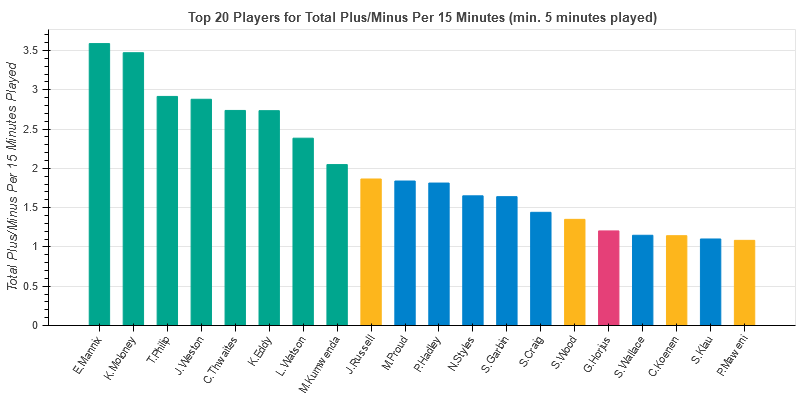 Top 20 Players for Total Plus/Minus Per 15 Minutes (min. 5 minutes played)
Total Plus/Minus Per 15 Minutes Played
3.5
3
2.5
2
1.5
1
0.5
0
E.Mannix
K.Moloney
T.Philip
J.Weston
C.Thwaites
K.Eddy
L.Watson
M.Kumwenda
J.Russell
M.Proud
P.Hadley
N.Styles
S.Garbin
S.Craig
S.Wood
G.Horjus
S.Wallace
C.Koenen
S.Klau
P.Maweni